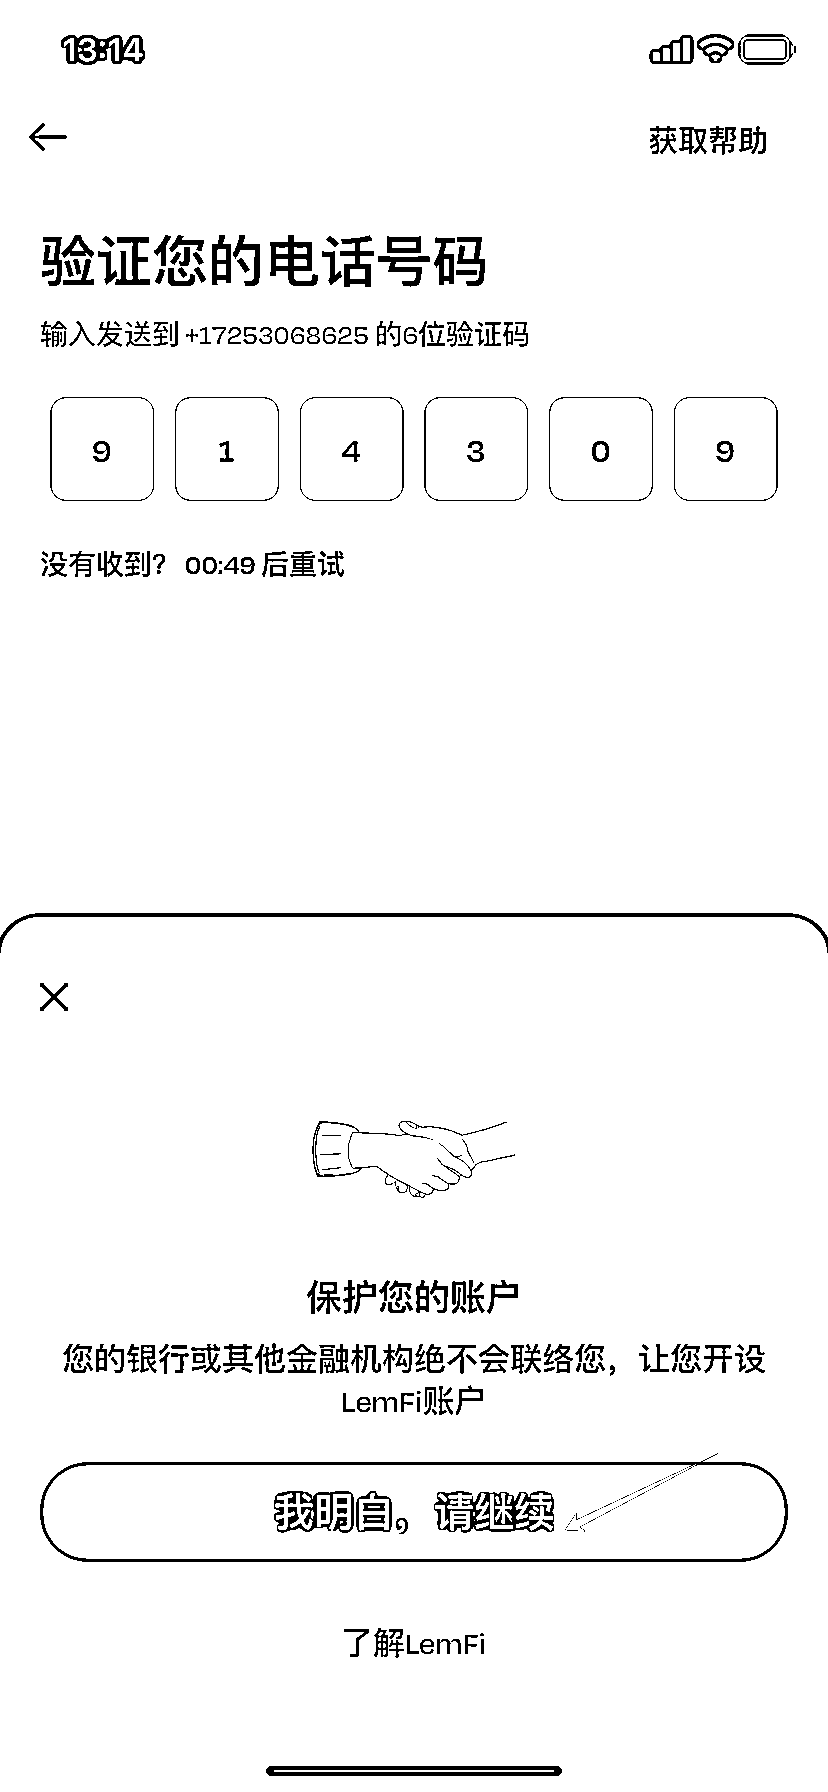 13:14
获取帮助
验证您的电话号码
输入发送到 +17253068625 的6位验证码
9 1 4 3 0 9
没有收到？ 00:49 后重试
保护您的账户
您的银行或其他金融机构绝不会联络您，让您开设
LemFi账户
我明白，请继续
了解LemFi